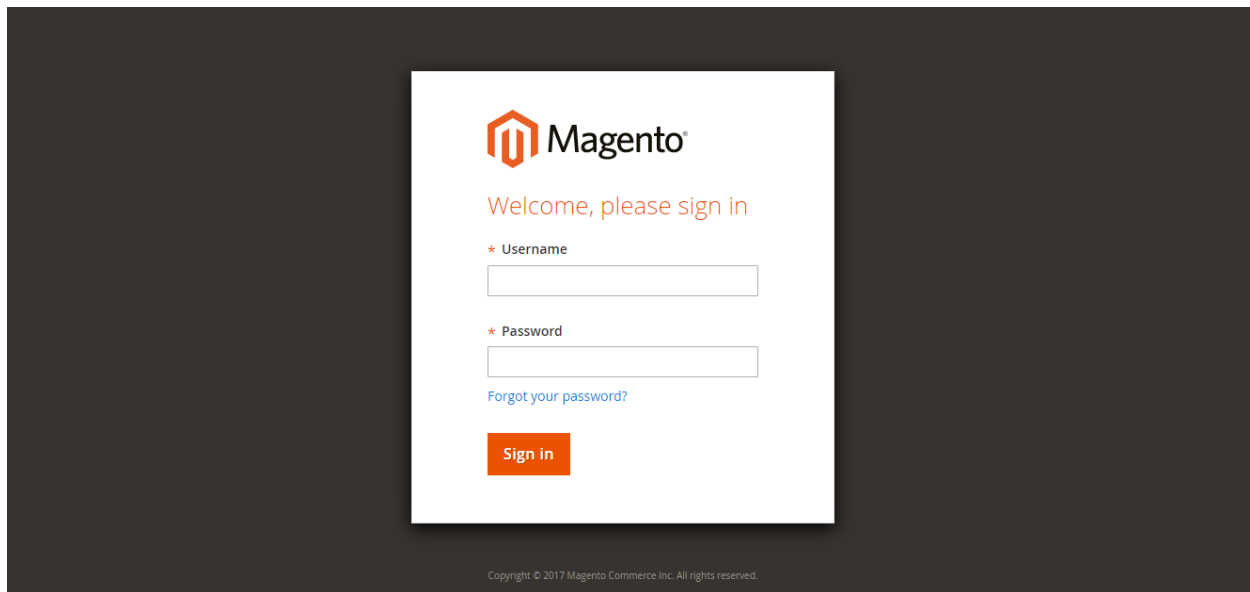 Magento®
Welcome, please sign in
* Username
* Password
Forgot your password?
Sign in
Copyright © 2017 Magento Commerce Inc. All rights reserved.